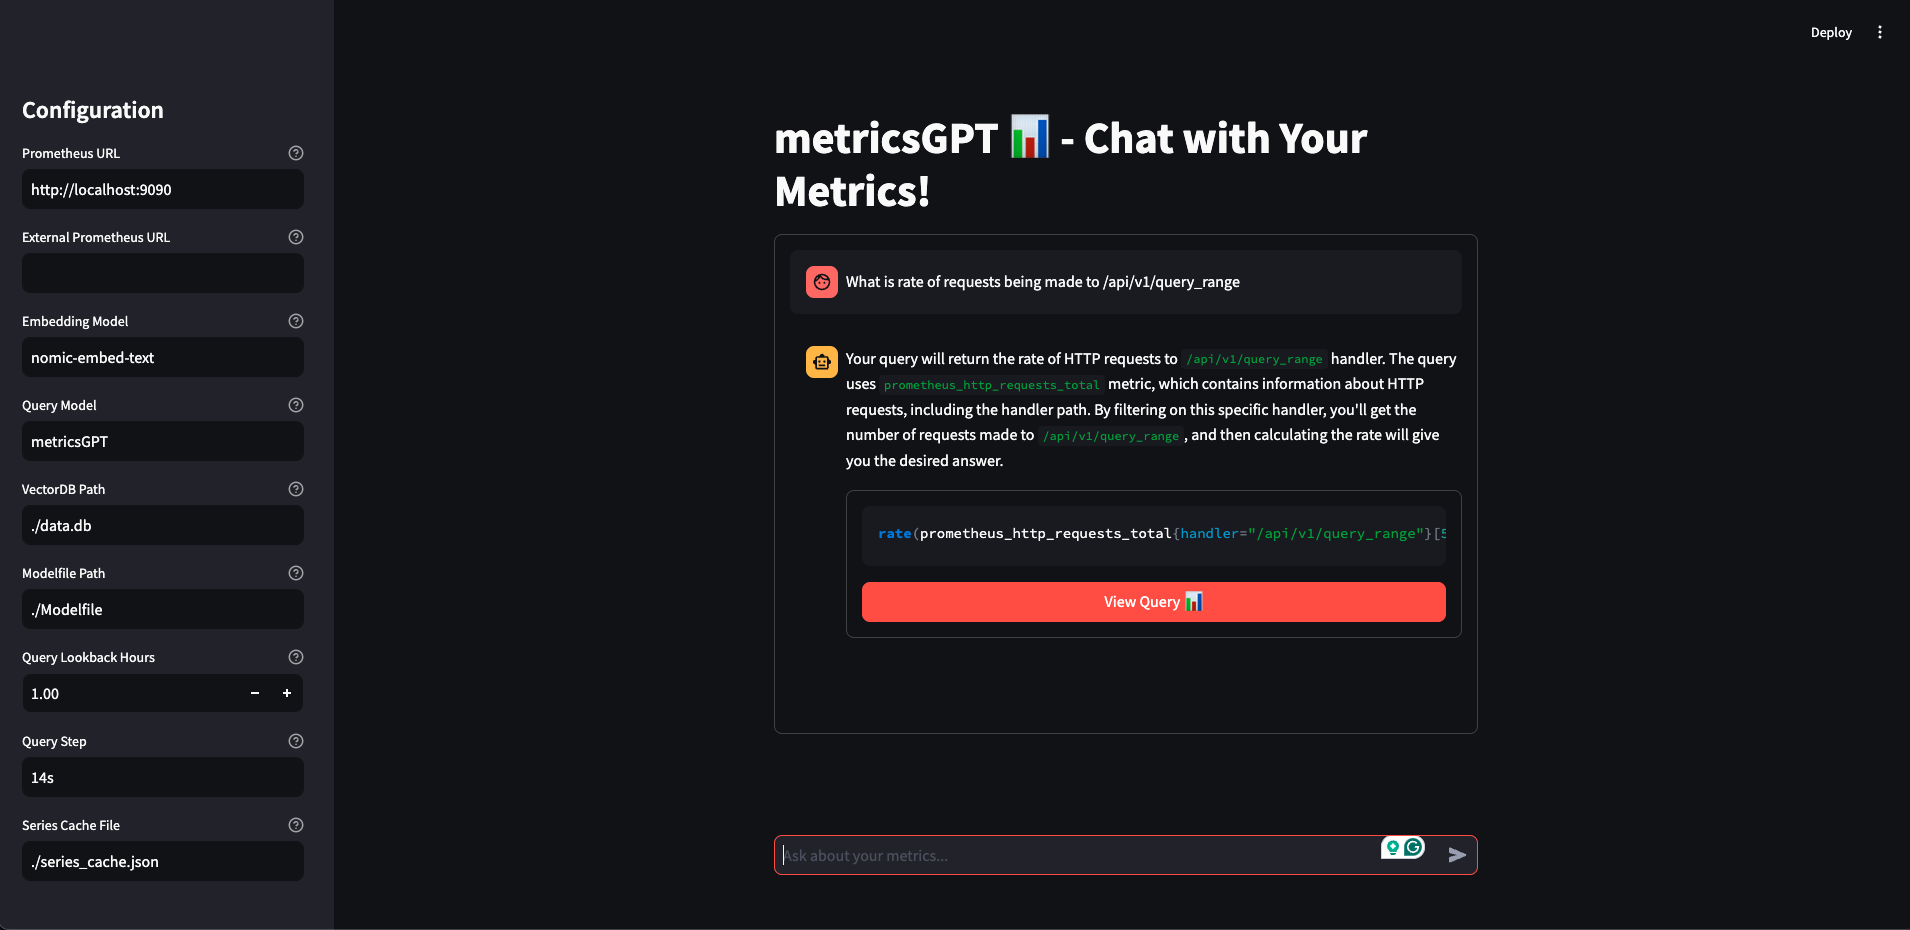 Deploy
Configuration
Prometheus URL
http://localhost:9090
External Prometheus URL
Embedding Model
nomic-embed-text
Query Model
metricsGPT
VectorDB Path
./data.db
Modelfile Path
./Modelfile
Query Lookback Hours
1.00
Query Step
14s
Series Cache File
./series_cache.json
metricsGPT 📊 - Chat with Your
Metrics!
What is rate of requests being made to /api/v1/query_range
Your query will return the rate of HTTP requests to /api/v1/query_range handler. The query
uses prometheus_http_requests_total metric, which contains information about HTTP
requests, including the handler path. By filtering on this specific handler, you'll get the
number of requests made to /api/v1/query_range, and then calculating the rate will give
you the desired answer.
rate(prometheus_http_requests_total{handler="/api/v1/query_range"}[5
View Query 📊
Ask about your metrics...